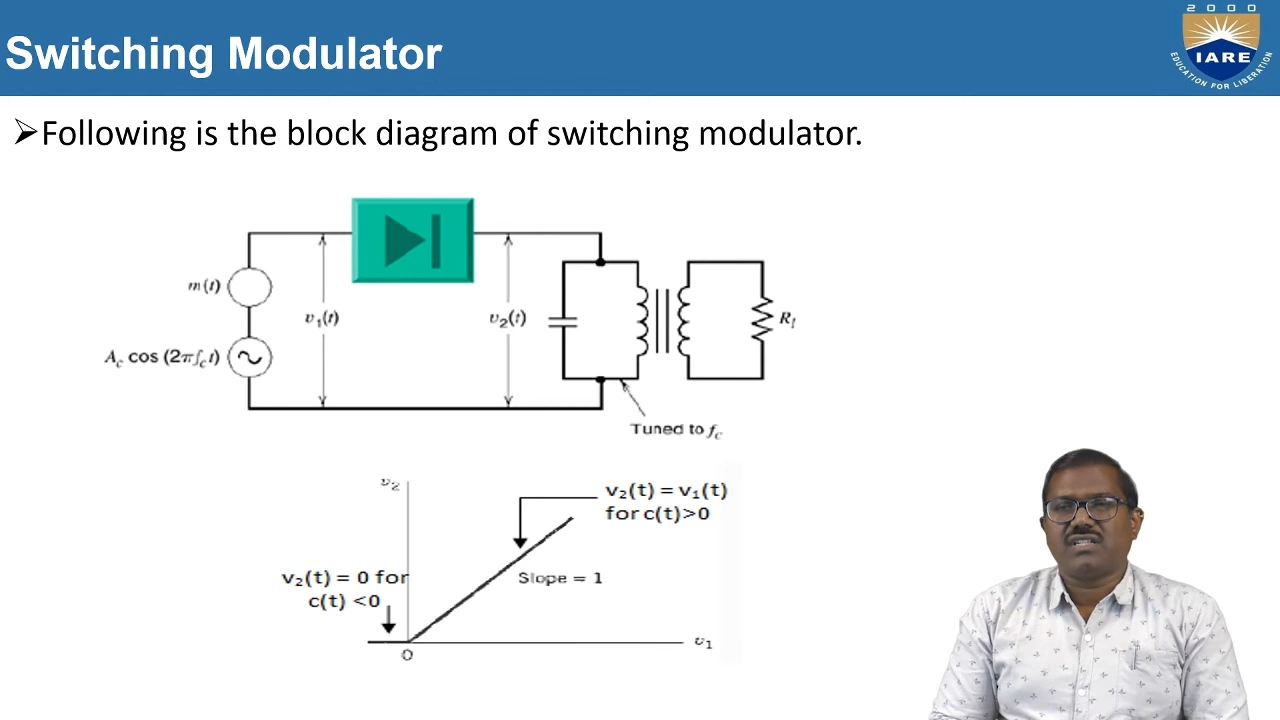 2000
IARE
EDUCATION FOR LIBERATION
Switching Modulator
➢Following is the block diagram of switching modulator.
m(t)
A_c cos (2πf_c t)
v₁(t)
v₂(t)
R_l
Tuned to f_c
v₂
v₂(t) = v₁(t)
for c(t)>0
v₂(t) = 0 for
c(t) <0
Slope = 1
0
v₁